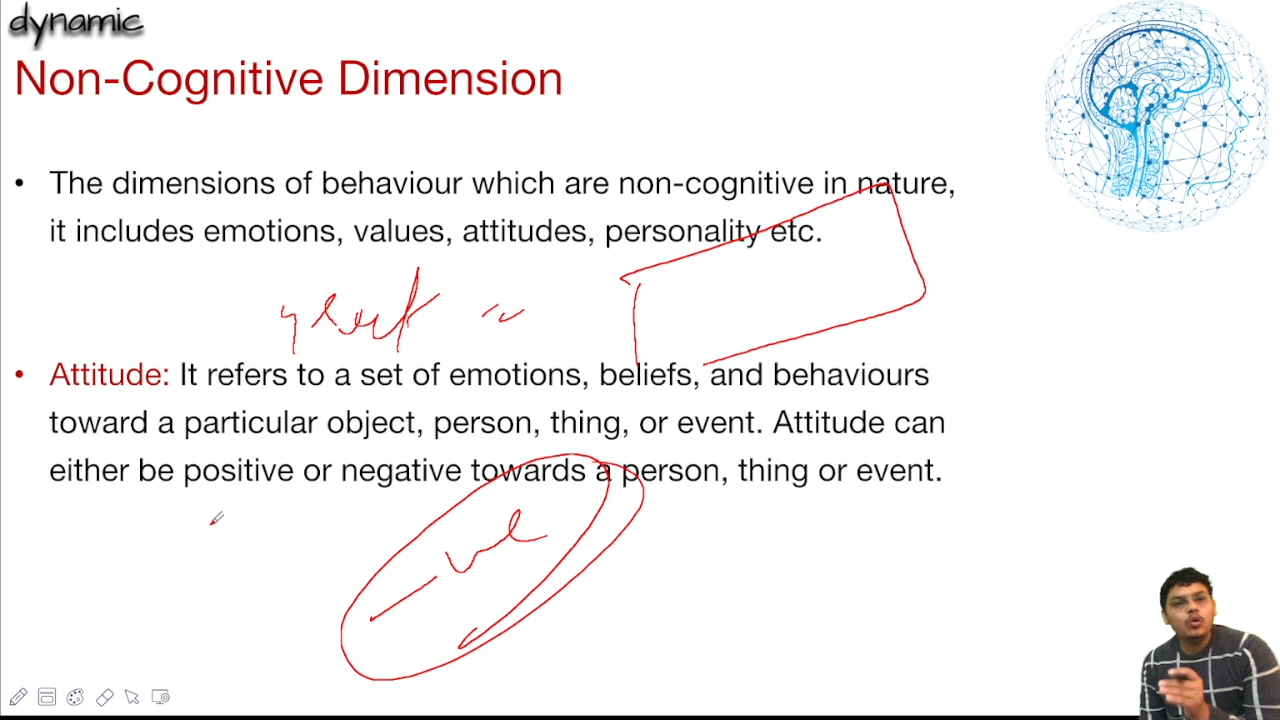 dynamic
Non-Cognitive Dimension
• The dimensions of behaviour which are non-cognitive in nature,
it includes emotions, values, attitudes, personality etc.
• Attitude: It refers to a set of emotions, beliefs, and behaviours
toward a particular object, person, thing, or event. Attitude can
either be positive or negative towards a person, thing or event.
-ve